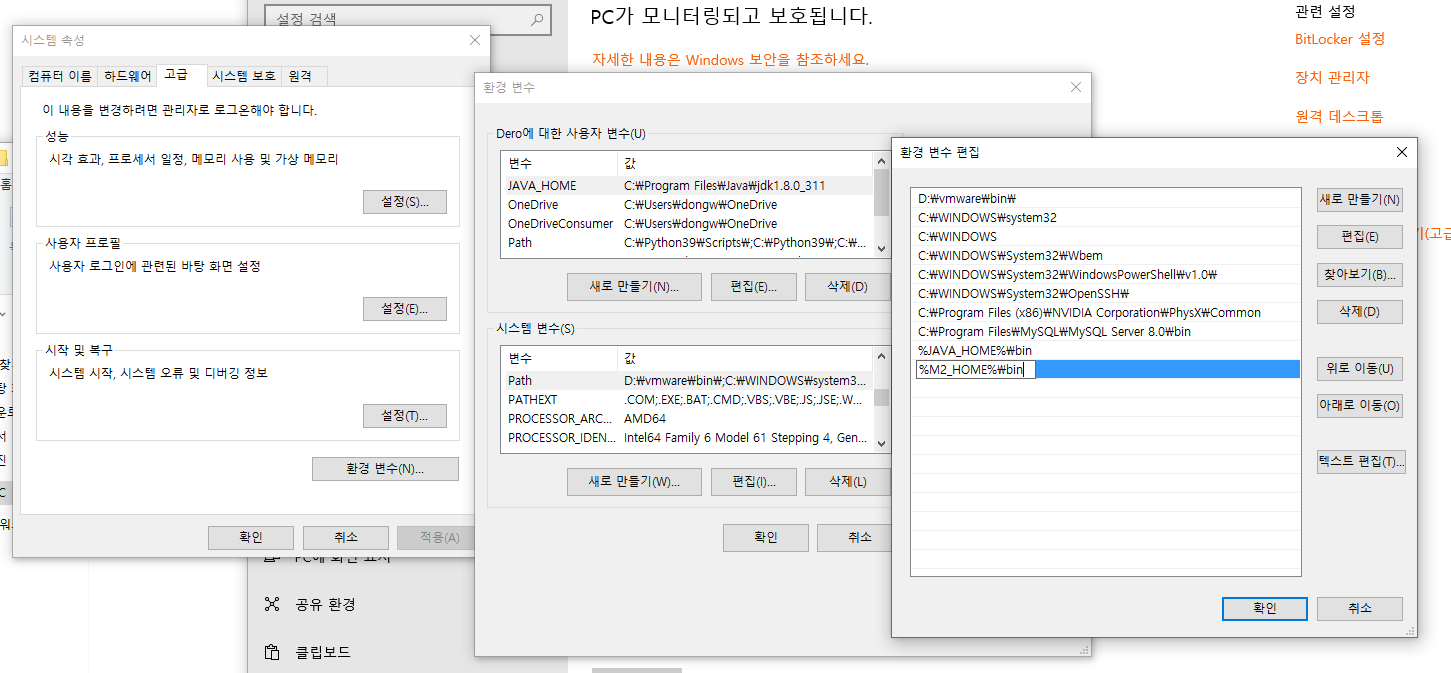 설정 검색
PC가 모니터링되고 보호됩니다.
자세한 내용은 Windows 보안을 참조하세요.
관련 설정
BitLocker 설정
장치 관리자
원격 데스크톱
시스템 속성
컴퓨터 이름
하드웨어
고급
시스템 보호
원격
이 내용을 변경하려면 관리자로 로그온해야 합니다.
성능
시각 효과, 프로세서 일정, 메모리 사용 및 가상 메모리
설정(S)...
사용자 프로필
사용자 로그인에 관련된 바탕 화면 설정
설정(E)...
시작 및 복구
시스템 시작, 시스템 오류 및 디버깅 정보
설정(T)...
환경 변수(N)...
확인
취소
적용(A)
공유 환경
클립보드
환경 변수
Dero에 대한 사용자 변수(U)
변수 값
JAVA_HOME C:₩Program Files₩Java₩jdk1.8.0_311
OneDrive C:₩Users₩dongw₩OneDrive
OneDriveConsumer C:₩Users₩dongw₩OneDrive
Path C:₩Python39₩Scripts₩;C:₩Python39₩;C:₩...
새로 만들기(N)...
편집(E)...
삭제(D)
시스템 변수(S)
변수 값
Path D:₩vmware₩bin₩;C:₩WINDOWS₩system3...
PATHEXT .COM;.EXE;.BAT;.CMD;.VBS;.VBE;.JS;.JSE;.W...
PROCESSOR_ARC... AMD64
PROCESSOR_IDEN... Intel64 Family 6 Model 61 Stepping 4, Gen...
새로 만들기(W)...
편집(I)...
삭제(L)
확인
취소
환경 변수 편집
D:₩vmware₩bin₩
C:₩WINDOWS₩system32
C:₩WINDOWS
C:₩WINDOWS₩System32₩Wbem
C:₩WINDOWS₩System32₩WindowsPowerShell₩v1.0₩
C:₩WINDOWS₩System32₩OpenSSH₩
C:₩Program Files (x86)₩NVIDIA Corporation₩PhysX₩Common
C:₩Program Files₩MySQL₩MySQL Server 8.0₩bin
%JAVA_HOME%₩bin
%M2_HOME%₩bin
새로 만들기(N)
편집(E)
찾아보기(B)...
삭제(D)
위로 이동(U)
아래로 이동(O)
텍스트 편집(T)...
확인
취소